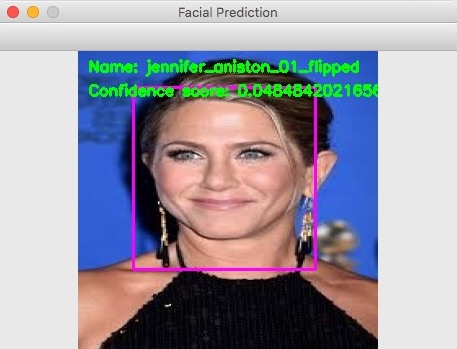 Facial Prediction
Name: jennifer_aniston_01_flipped
Confidence score: 0.0484842021656